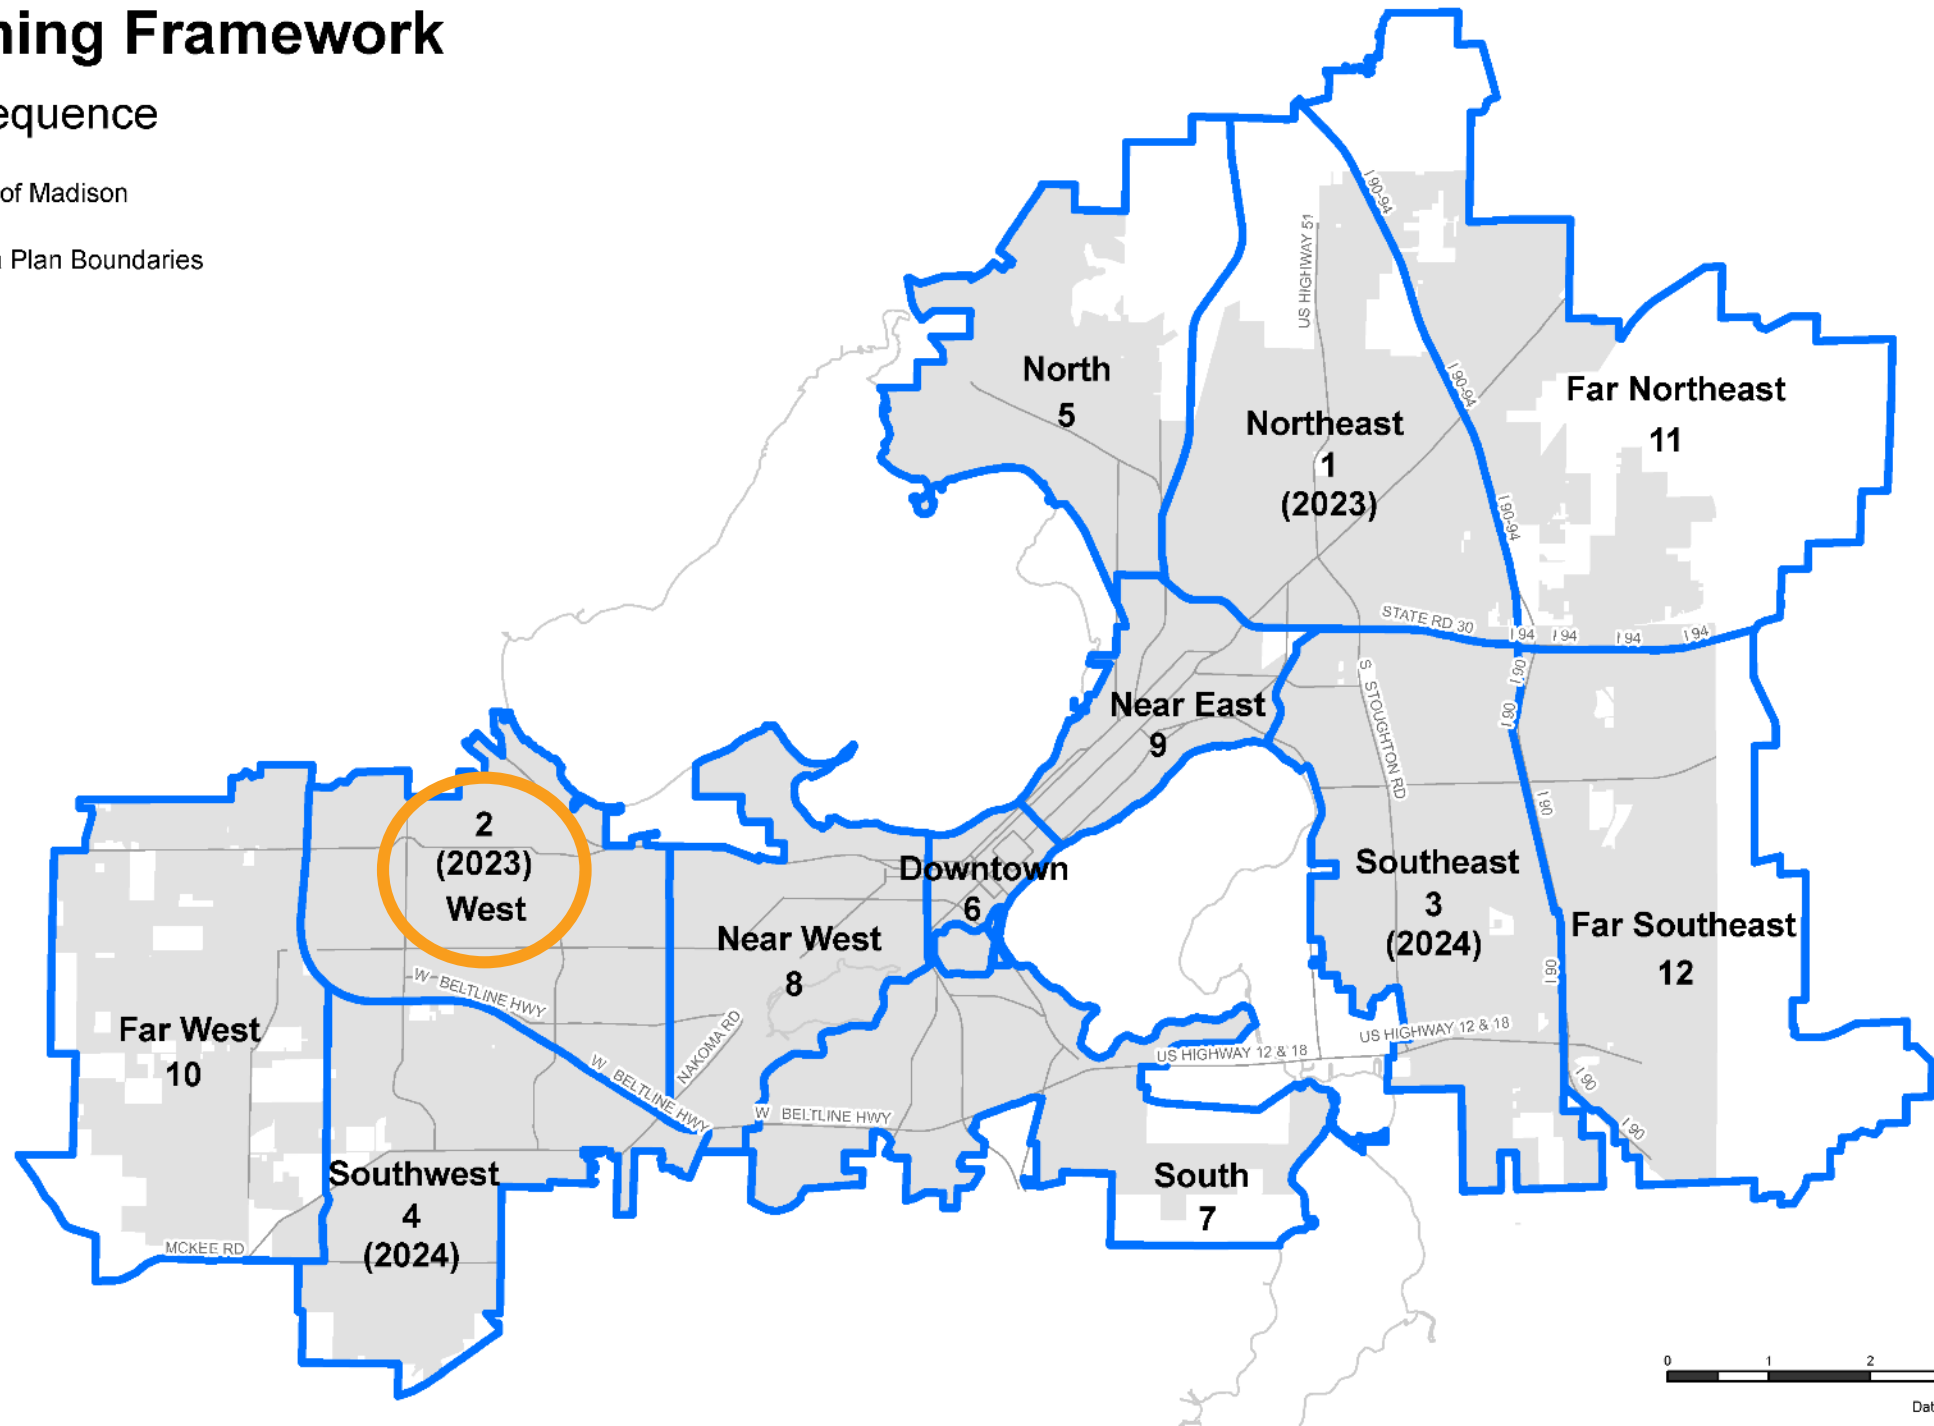 ning Framework
equence
of Madison
Plan Boundaries
I 90-94
US HIGHWAY 51
North
5
I 90-94
Far Northeast
11
Northeast
1
(2023)
I 90-94
STATE RD 30
I 94
I 94
I 94
I 94
I 90
I 90
S STOUGHTON RD
Near East
9
I 90
2
(2023)
West
Downtown
6
Southeast
3
(2024)
Near West
8
Far Southeast
12
I 90
W BELTLINE HWY
Far West
10
NAKOMA RD
US HIGHWAY 12 & 18
US HIGHWAY 12 & 18
W BELTLINE HWY
W BELTLINE HWY
I 90
I 90
Southwest
4
(2024)
South
7
MCKEE RD
0 1 2
Dat